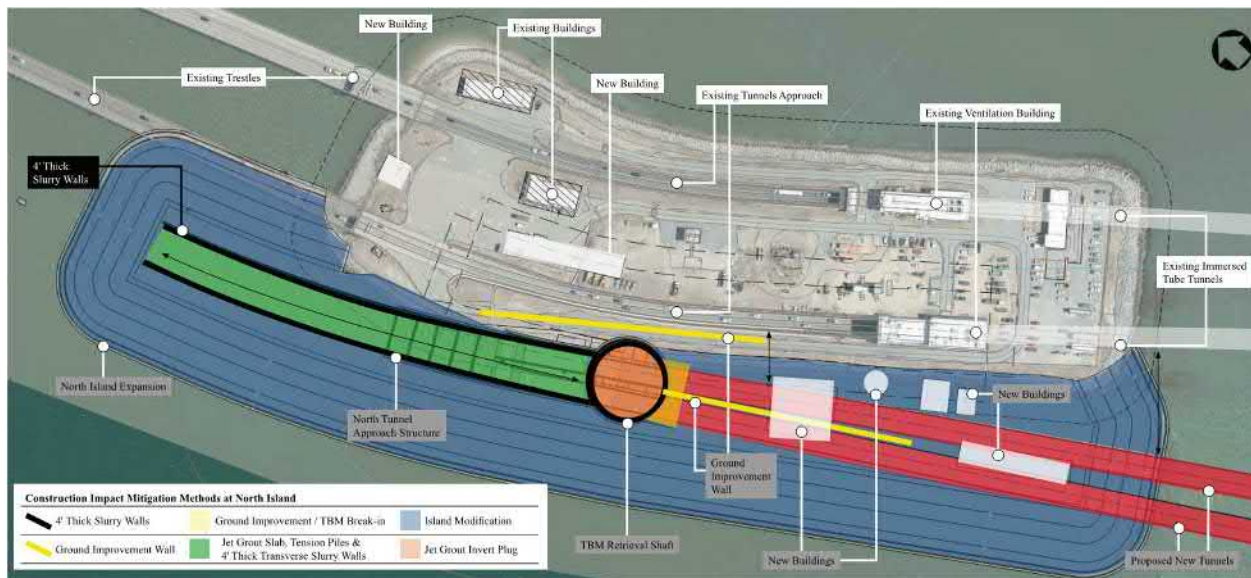 New Building
Existing Buildings
Existing Trestles
New Building
Existing Tunnels Approach
Existing Ventilation Building
4' Thick
Slurry Walls
Existing Immersed
Tube Tunnels
North Island Expansion
North Tunnel
Approach Structure
New Buildings
Ground
Improvement
Wall
TBM Retrieval Shaft
New Buildings
Proposed New Tunnels
Construction Impact Mitigation Methods at North Island
4' Thick Slurry Walls
Ground Improvement / TBM Break-in
Island Modification
Ground Improvement Wall
Jet Grout Slab, Tension Piles &
4' Thick Transverse Slurry Walls
Jet Grout Invert Plug